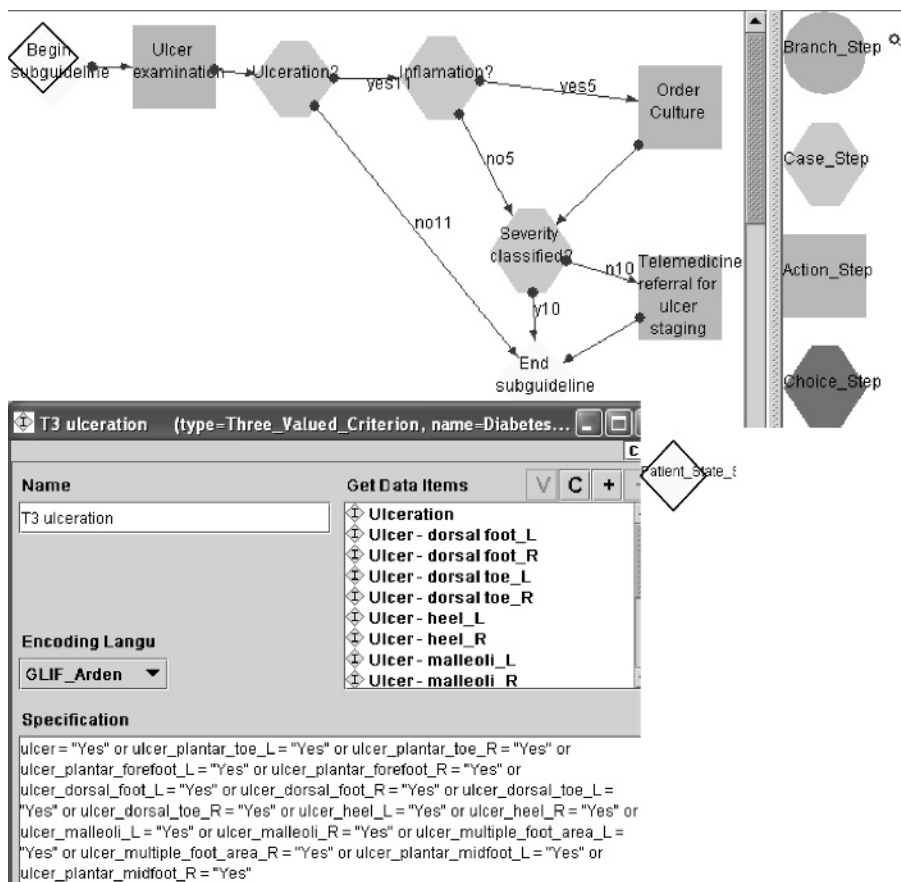 Begin
subguideline
Ulcer
examination
Ulceration?
yes11
Inflamation?
yes5
Order
Culture
no5
no11
Severity
classified?
n10
Telemedicine
referral for
ulcer
staging
y10
End
subguideline
Branch_Step
Case_Step
Action_Step
Choice_Step
Patient_State_S
T3 ulceration (type=Three_Valued_Criterion, name=Diabetes...
C
Name
T3 ulceration
Get Data Items
V C + -
Ulceration
Ulcer - dorsal foot_L
Ulcer - dorsal foot_R
Ulcer - dorsal toe_L
Ulcer - dorsal toe_R
Ulcer - heel_L
Ulcer - heel_R
Ulcer - malleoli_L
Ulcer - malleoli_R
Encoding Langu
GLIF_Arden
Specification
ulcer = "Yes" or ulcer_plantar_toe_L = "Yes" or ulcer_plantar_toe_R = "Yes" or
ulcer_plantar_forefoot_L = "Yes" or ulcer_plantar_forefoot_R = "Yes" or
ulcer_dorsal_foot_L = "Yes" or ulcer_dorsal_foot_R = "Yes" or ulcer_dorsal_toe_L =
"Yes" or ulcer_dorsal_toe_R = "Yes" or ulcer_heel_L = "Yes" or ulcer_heel_R = "Yes" or
ulcer_malleoli_L = "Yes" or ulcer_malleoli_R = "Yes" or ulcer_multiple_foot_area_L =
"Yes" or ulcer_multiple_foot_area_R = "Yes" or ulcer_plantar_midfoot_L = "Yes" or
ulcer_plantar_midfoot_R = "Yes"